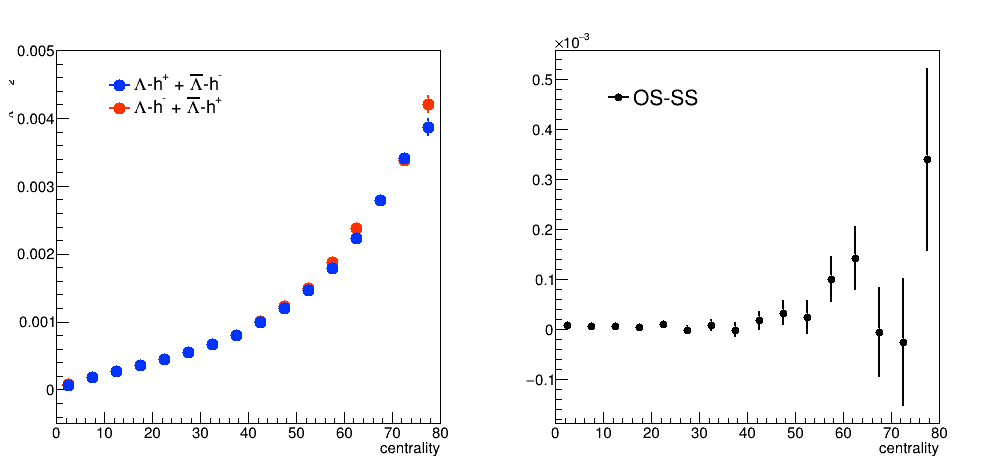 0.005
0.004
0.003
0.002
0.001
0
0 10 20 30 40 50 60 70 80
centrality
Λ-h⁺ + Λ̅-h⁻
Λ-h⁻ + Λ̅-h⁺
×10⁻³
0.5
0.4
0.3
0.2
0.1
0
−0.1
0 10 20 30 40 50 60 70 80
centrality
OS-SS